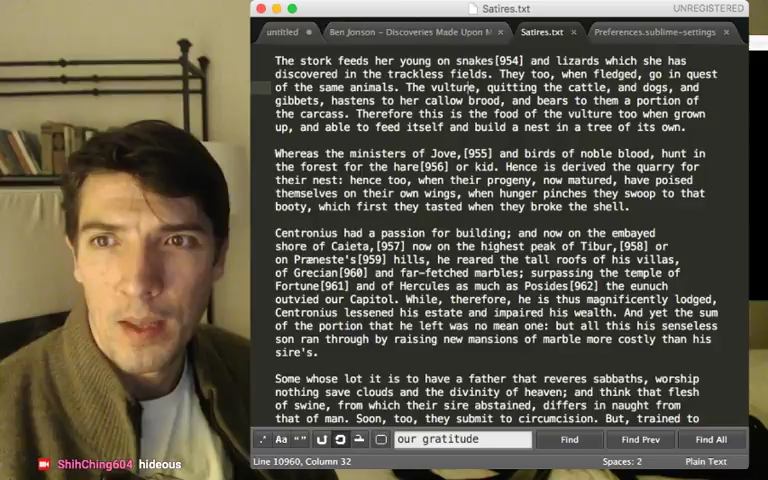 Satires.txt
UNREGISTERED
untitled
Ben Jonson – Discoveries Made Upon M
Satires.txt
Preferences.sublime-settings
The stork feeds her young on snakes[954] and lizards which she has
discovered in the trackless fields. They too, when fledged, go in quest
of the same animals. The vulture, quitting the cattle, and dogs, and
gibbets, hastens to her callow brood, and bears to them a portion of
the carcass. Therefore this is the food of the vulture too when grown
up, and able to feed itself and build a nest in a tree of its own.
Whereas the ministers of Jove,[955] and birds of noble blood, hunt in
the forest for the hare[956] or kid. Hence is derived the quarry for
their nest: hence too, when their progeny, now matured, have poised
themselves on their own wings, when hunger pinches they swoop to that
booty, which first they tasted when they broke the shell.
Centronius had a passion for building; and now on the embayed
shore of Caieta,[957] now on the highest peak of Tibur,[958] or
on Præneste's[959] hills, he reared the tall roofs of his villas,
of Grecian[960] and far-fetched marbles; surpassing the temple of
Fortune[961] and of Hercules as much as Posides[962] the eunuch
outvied our Capitol. While, therefore, he is thus magnificently lodged,
Centronius lessened his estate and impaired his wealth. And yet the sum
of the portion that he left was no mean one: but all this his senseless
son ran through by raising new mansions of marble more costly than his
sire's.
Some whose lot it is to have a father that reveres sabbaths, worship
nothing save clouds and the divinity of heaven; and think that flesh
of swine, from which their sire abstained, differs in naught from
that of man. Soon, too, they submit to circumcision. But, trained to
.* Aa “” our gratitude Find Find Prev Find All
Line 10960, Column 32
Spaces: 2
Plain Text
ShihChing604 hideous